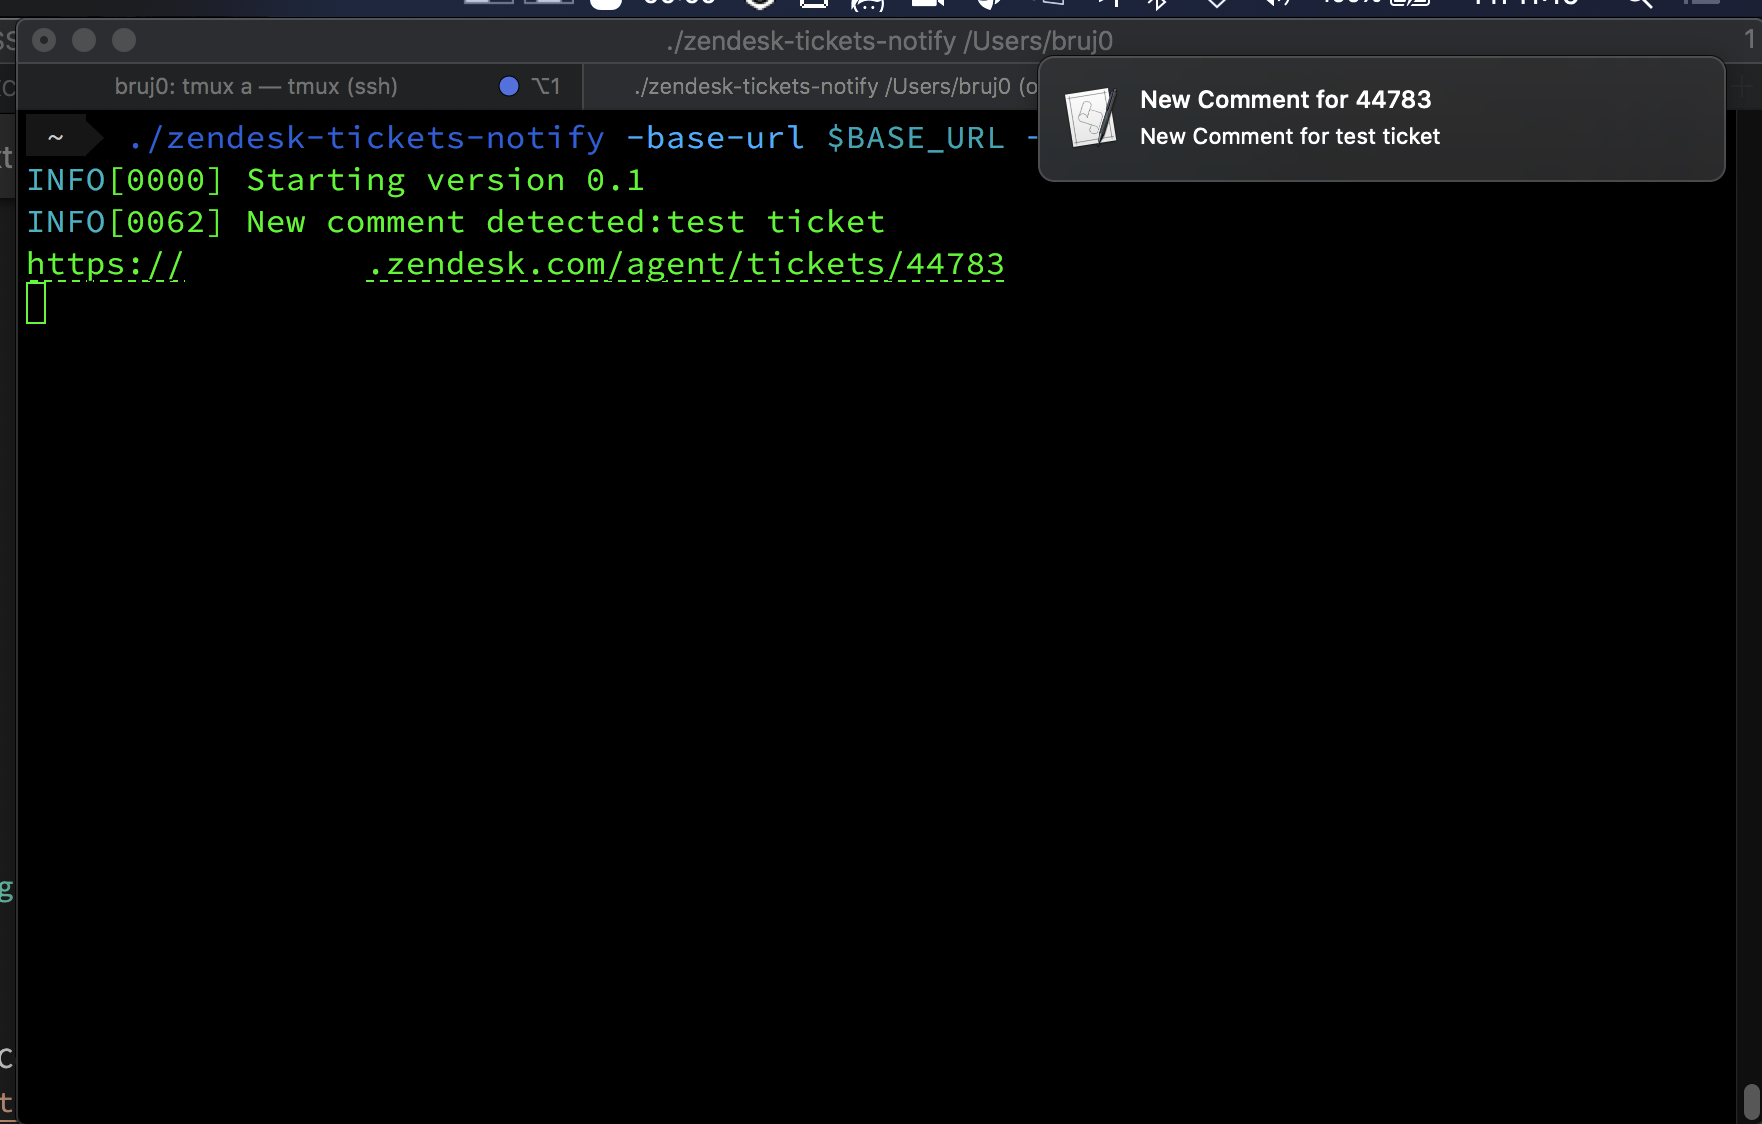 ./zendesk-tickets-notify /Users/bruj0
1
bruj0: tmux a — tmux (ssh)
⌥1
./zendesk-tickets-notify /Users/bruj0 (o
New Comment for 44783
New Comment for test ticket
~ ./zendesk-tickets-notify -base-url $BASE_URL -
INFO[0000] Starting version 0.1
INFO[0062] New comment detected:test ticket
https:// .zendesk.com/agent/tickets/44783